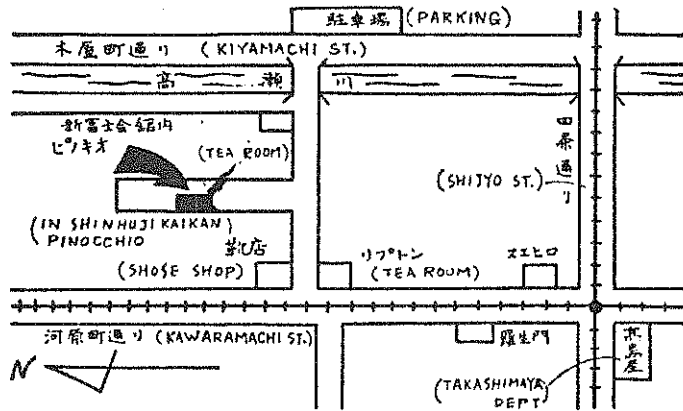 駐車場 (PARKING)
木屋町通り (KIYAMACHI ST.)
高瀬川
新富士会舘内
ピノキオ
(TEA ROOM)
(IN SHINHUJI KAIKAN)
PINOCCHIO
靴店
(SHOSE SHOP)
四条通り
(SHIJYO ST.)
リプトン
(TEA ROOM)
スエヒロ
河原町通り (KAWARAMACHI ST.)
羅生門
高島屋
(TAKASHIMAYA DEPT)
N